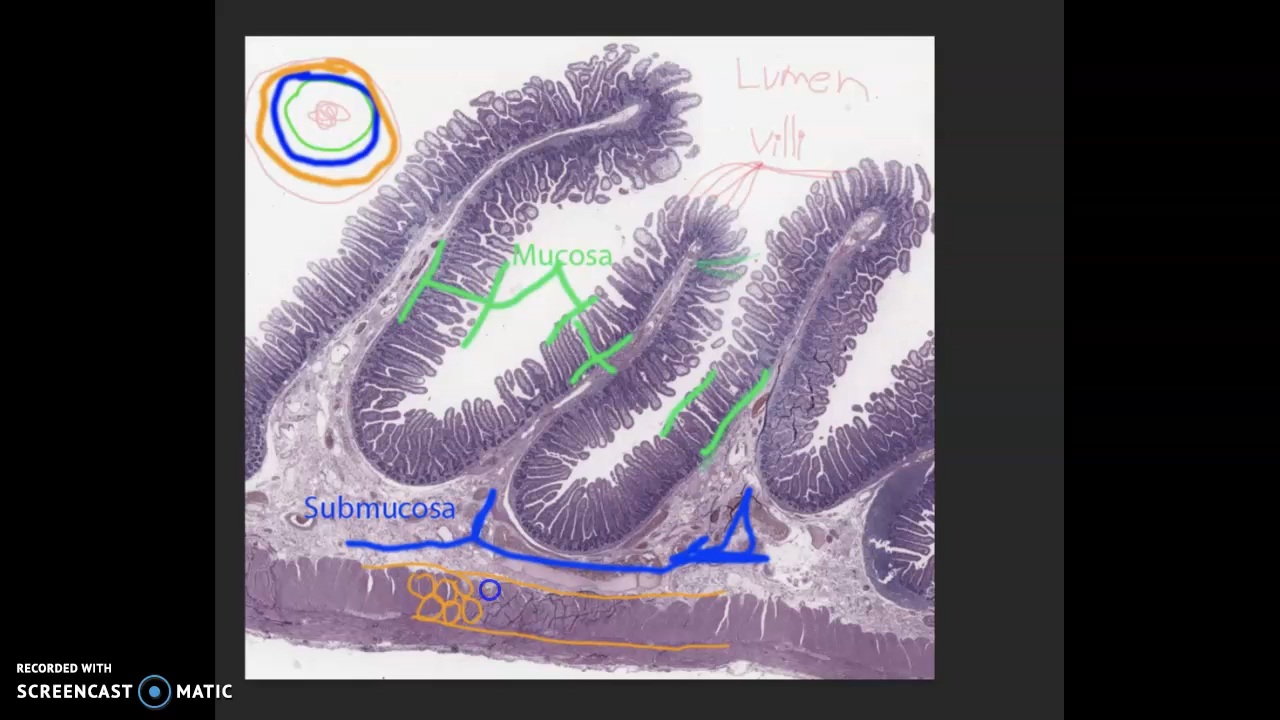 Lumen
Villi
Mucosa
Submucosa
RECORDED WITH
SCREENCAST MATIC